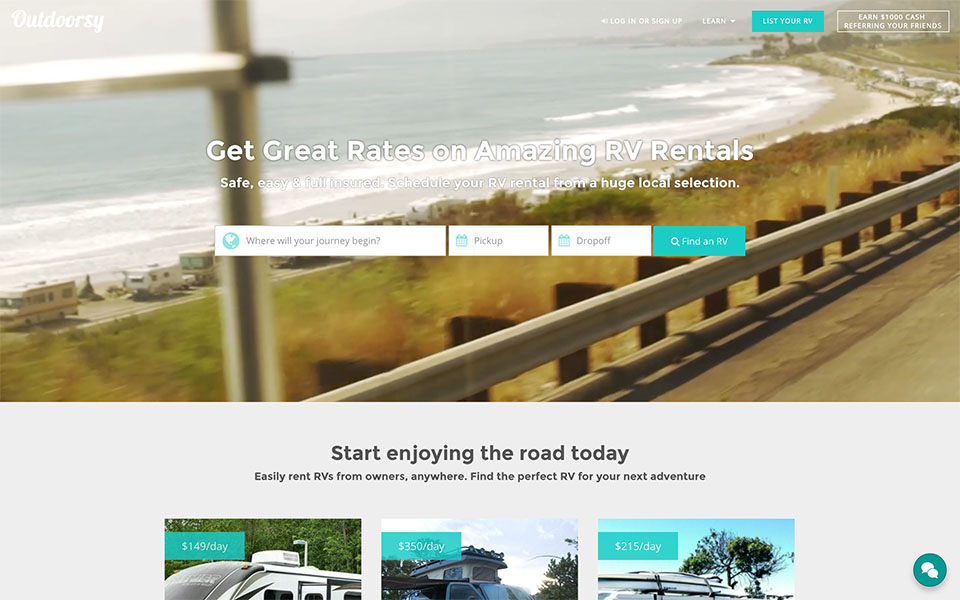 Outdoorsy
LOG IN OR SIGN UP
LEARN
LIST YOUR RV
EARN $1000 CASH
REFERRING YOUR FRIENDS
Get Great Rates on Amazing RV Rentals
Safe, easy & full insured. Schedule your RV rental from a huge local selection.
Where will your journey begin?
Pickup
Dropoff
Find an RV
Start enjoying the road today
Easily rent RVs from owners, anywhere. Find the perfect RV for your next adventure
$149/day
$350/day
$215/day